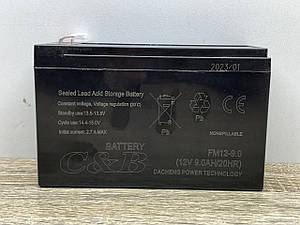 2023/01
Sealed Lead Acid Storage Battery
Constant voltage, Voltage regulation (25°C)
Standby use:13.5-13.8V
Cycle use: 14.4-15.0V
Initial current: 2.7 A MAX.
Pb
Pb
NONSPILLABLE
BATTERY
C&B
FM12-9.0
(12V 9.0AH/20HR)
DACHENG POWER TECHNOLOGY